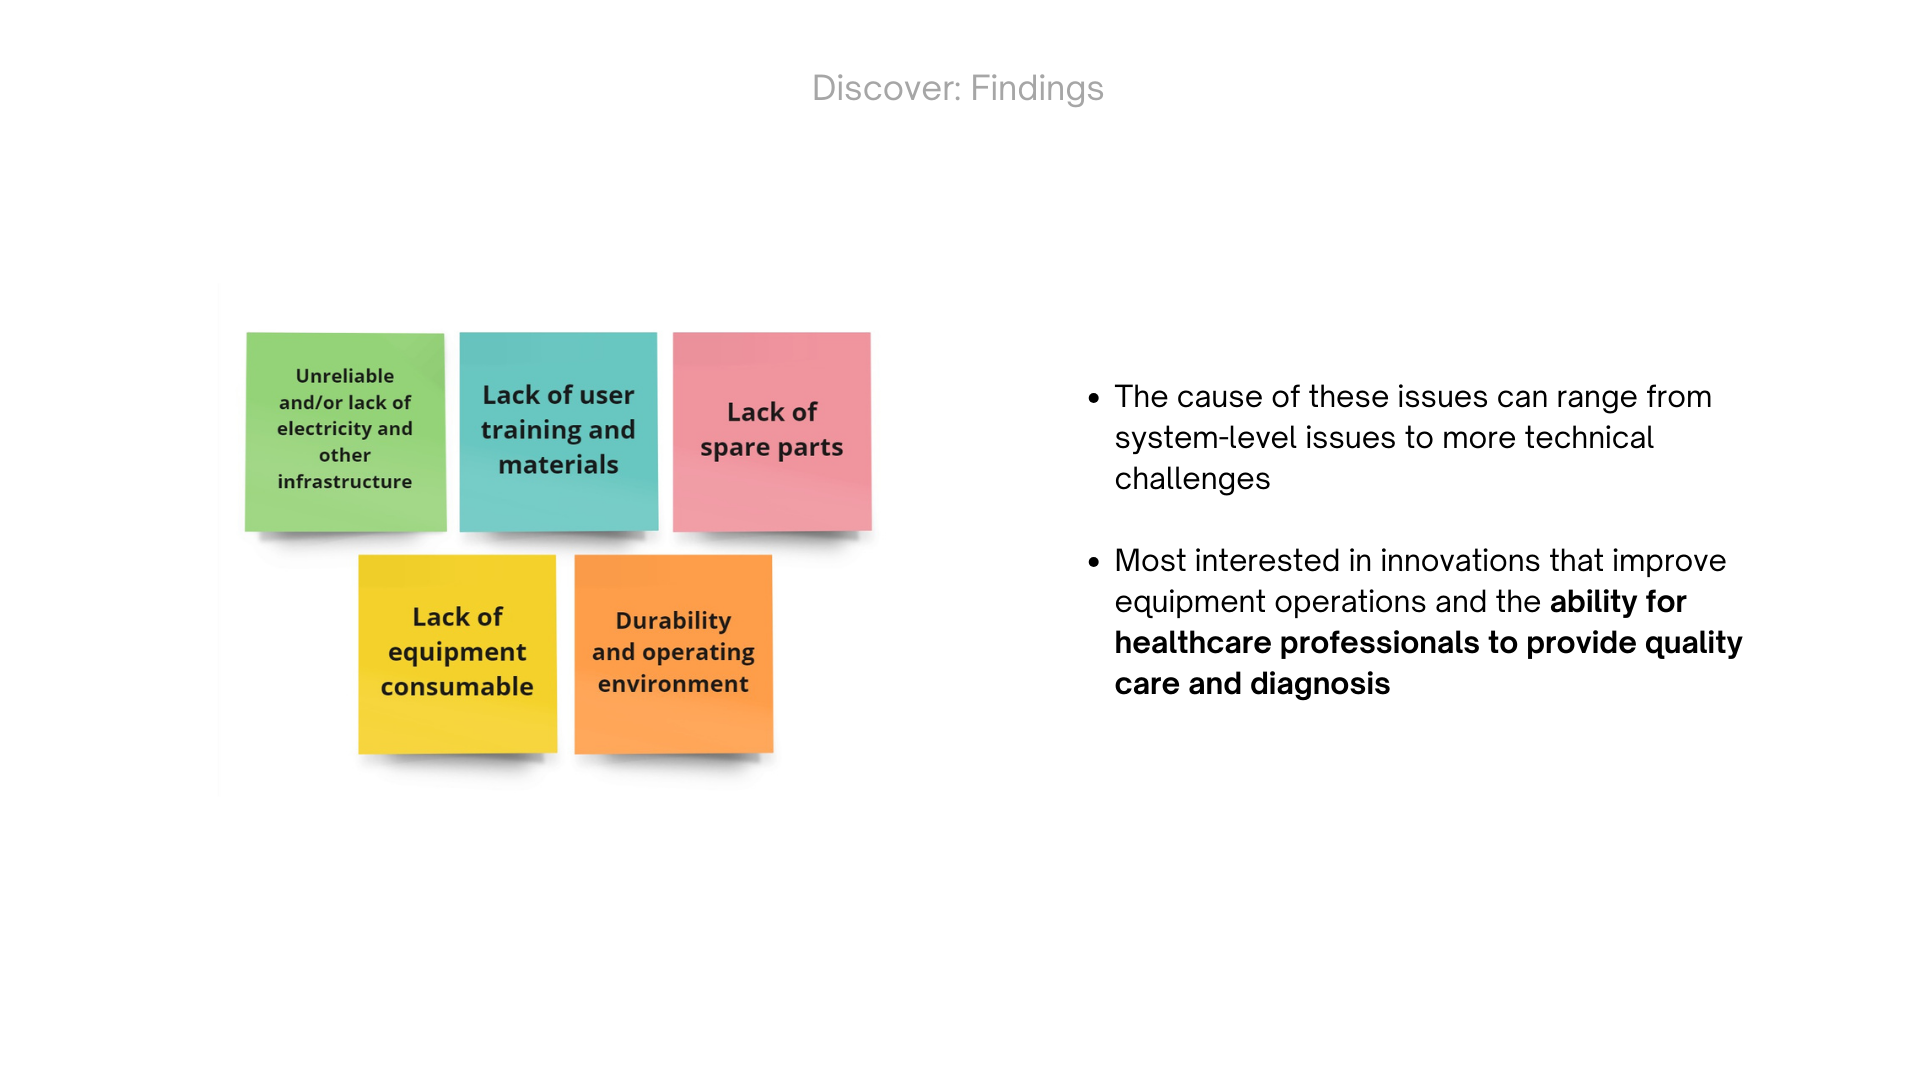 Discover: Findings
Unreliable
and/or lack of
electricity and
other
infrastructure
Lack of user
training and
materials
Lack of
spare parts
Lack of
equipment
consumable
Durability
and operating
environment
• The cause of these issues can range from
system-level issues to more technical
challenges
• Most interested in innovations that improve
equipment operations and the ability for
healthcare professionals to provide quality
care and diagnosis